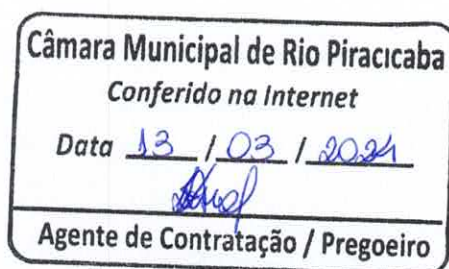 Câmara Municipal de Rio Piracicaba
Conferido na Internet
Data 13 / 03 / 2024
Agente de Contratação / Pregoeiro